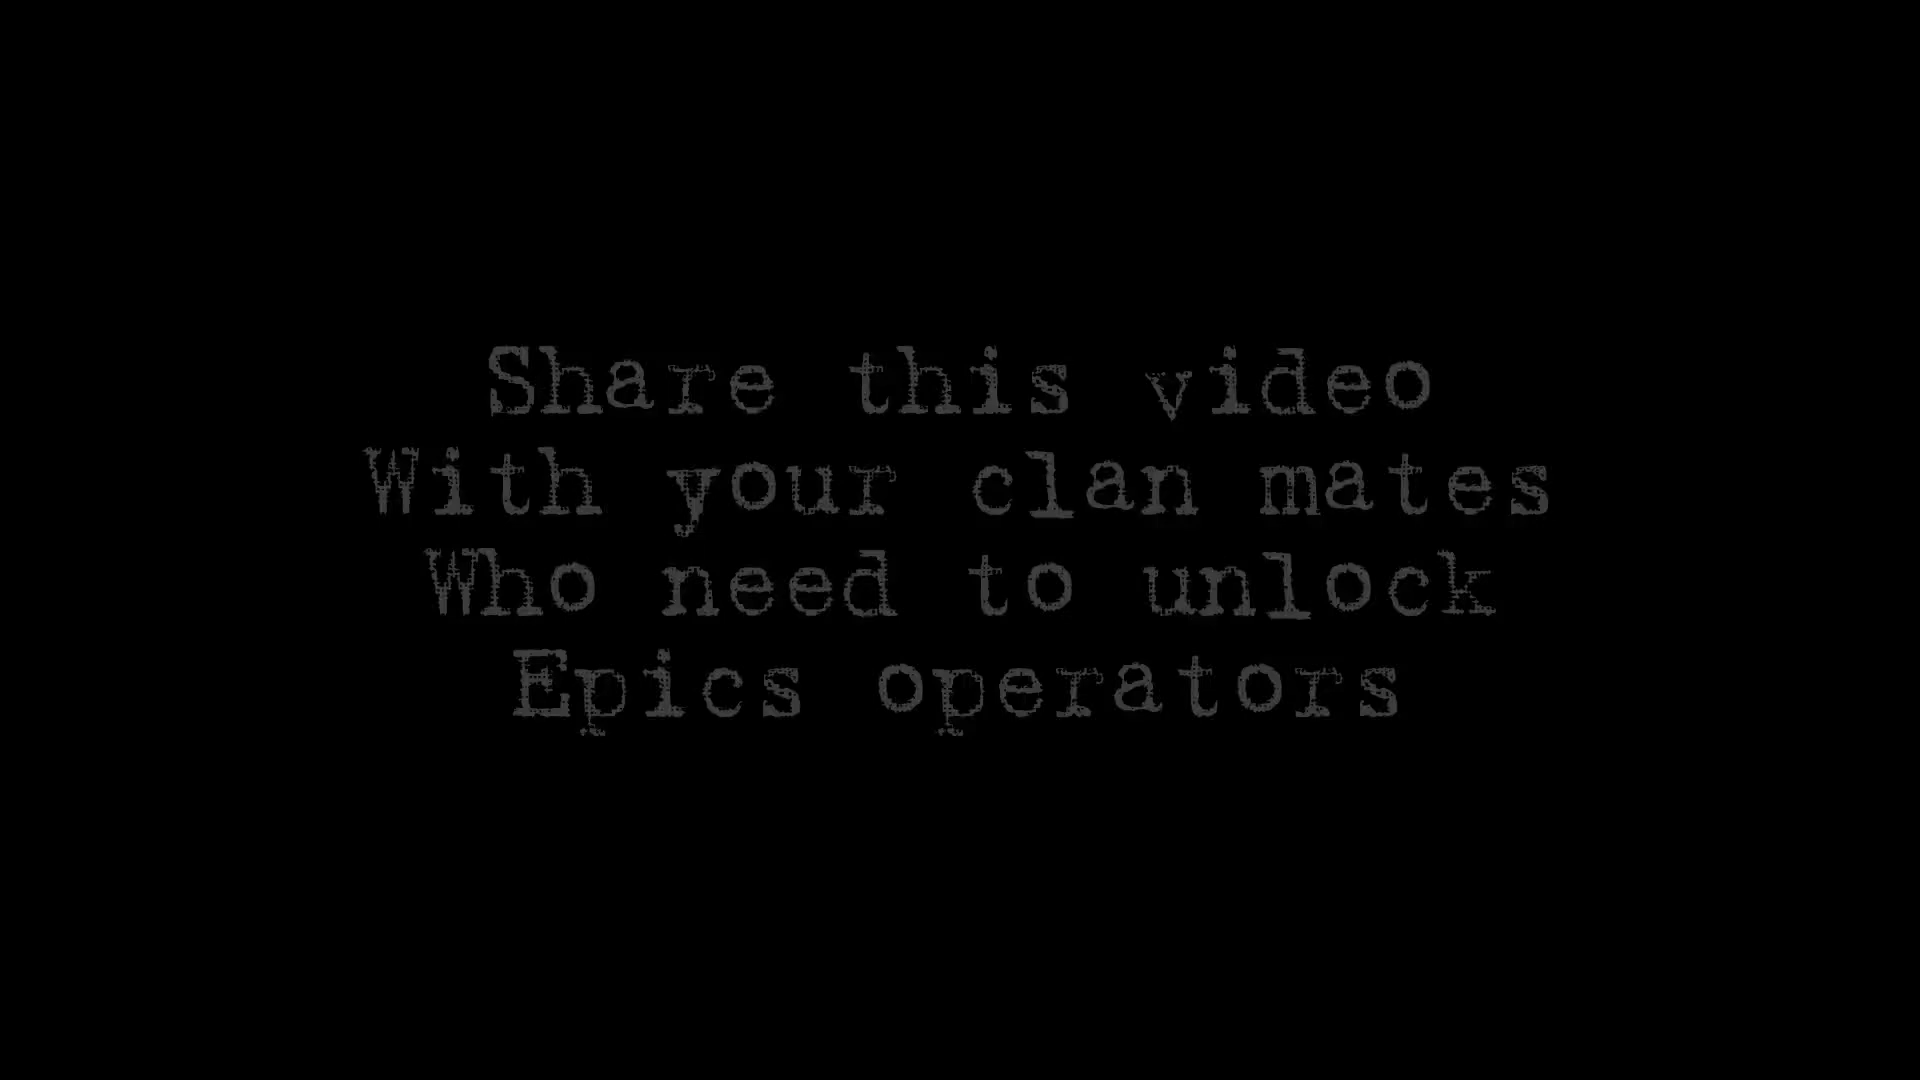 Share this video
With your clan mates
Who need to unlock
Epics operators